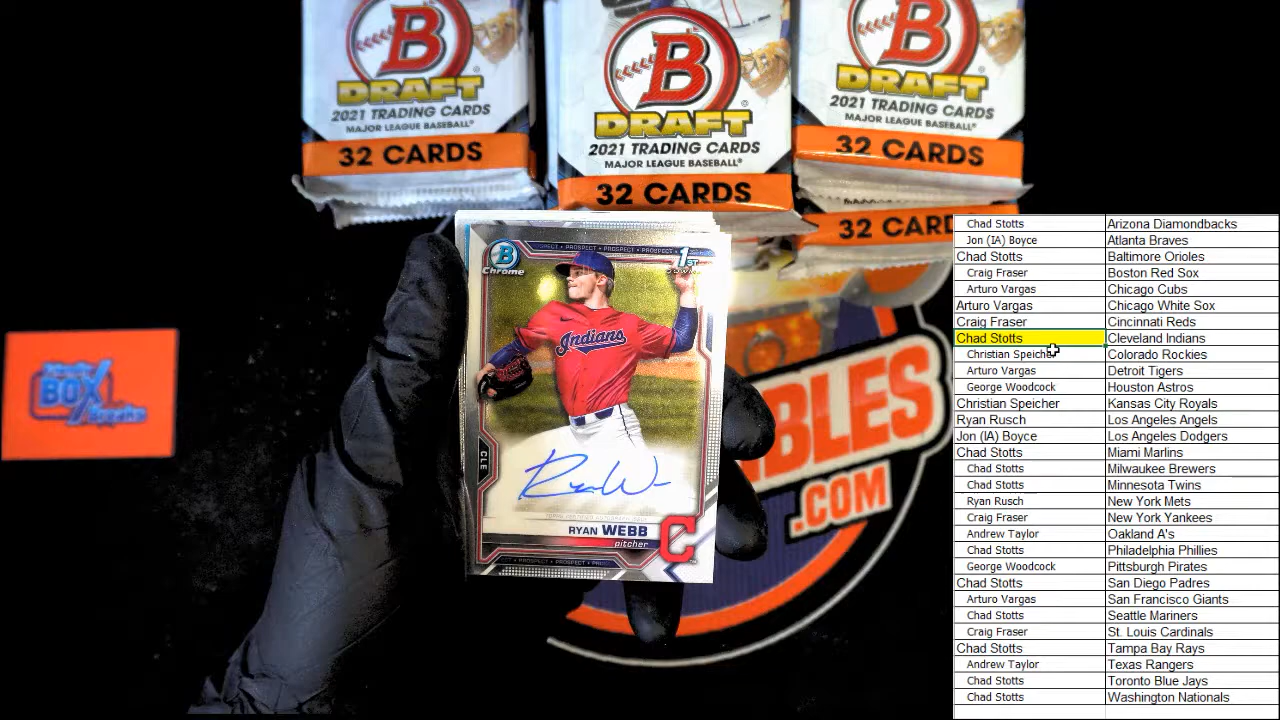 B
DRAFT
2021 TRADING CARDS
MAJOR LEAGUE BASEBALL®
32 CARDS
B
DRAFT
2021 TRADING CARDS
MAJOR LEAGUE BASEBALL®
32 CARDS
B
DRAFT
2021 TRADING CARDS
MAJOR LEAGUE BASEBALL®
32 CARDS
32 CARDS
BOX
PROSPECT • PROSPECT
B
Chrome
1ST
Indians
CLE
RYAN WEBB
pitcher
C
BLES
.COM
Chad Stotts Arizona Diamondbacks
Jon (IA) Boyce Atlanta Braves
Chad Stotts Baltimore Orioles
Craig Fraser Boston Red Sox
Arturo Vargas Chicago Cubs
Arturo Vargas Chicago White Sox
Craig Fraser Cincinnati Reds
Chad Stotts Cleveland Indians
Christian Speicher Colorado Rockies
Arturo Vargas Detroit Tigers
George Woodcock Houston Astros
Christian Speicher Kansas City Royals
Ryan Rusch Los Angeles Angels
Jon (IA) Boyce Los Angeles Dodgers
Chad Stotts Miami Marlins
Chad Stotts Milwaukee Brewers
Chad Stotts Minnesota Twins
Ryan Rusch New York Mets
Craig Fraser New York Yankees
Andrew Taylor Oakland A's
Chad Stotts Philadelphia Phillies
George Woodcock Pittsburgh Pirates
Chad Stotts San Diego Padres
Arturo Vargas San Francisco Giants
Chad Stotts Seattle Mariners
Craig Fraser St. Louis Cardinals
Chad Stotts Tampa Bay Rays
Andrew Taylor Texas Rangers
Chad Stotts Toronto Blue Jays
Chad Stotts Washington Nationals